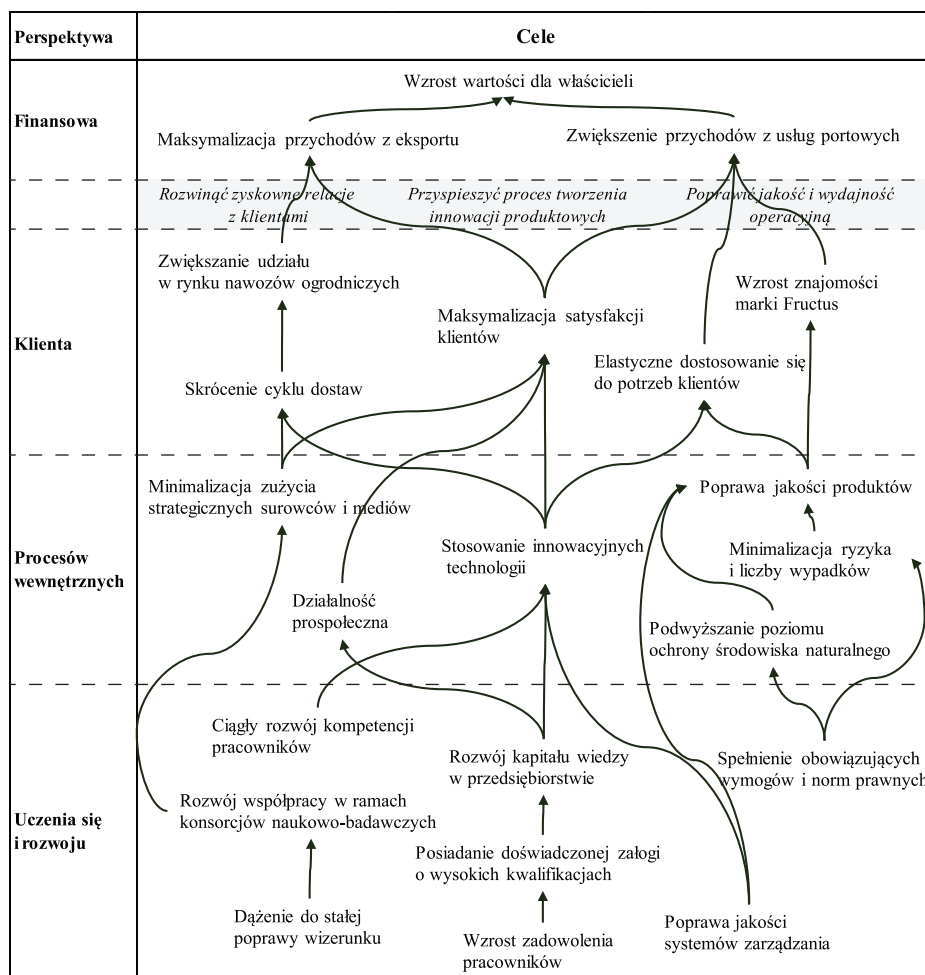 Perspektywa
Cele
Finansowa
Wzrost wartości dla właścicieli
Maksymalizacja przychodów z eksportu
Zwiększenie przychodów z usług portowych
Rozwinąć zyskowne relacje
z klientami
Przyspieszyć proces tworzenia
innowacji produktowych
Poprawić jakość i wydajność
operacyjną
Klienta
Zwiększanie udziału
w rynku nawozów ogrodniczych
Wzrost znajomości
marki Fructus
Maksymalizacja satysfakcji
klientów
Elastyczne dostosowanie się
do potrzeb klientów
Skrócenie cyklu dostaw
Procesów
wewnętrznych
Minimalizacja zużycia
strategicznych surowców i mediów
Poprawa jakości produktów
Stosowanie innowacyjnych
technologii
Minimalizacja ryzyka
i liczby wypadków
Działalność
prospołeczna
Podwyższanie poziomu
ochrony środowiska naturalnego
Uczenia się
i rozwoju
Ciągły rozwój kompetencji
pracowników
Rozwój kapitału wiedzy
w przedsiębiorstwie
Spełnienie obowiązujących
wymogów i norm prawnych
Rozwój współpracy w ramach
konsorcjów naukowo-badawczych
Posiadanie doświadczonej załogi
o wysokich kwalifikacjach
Dążenie do stałej
poprawy wizerunku
Wzrost zadowolenia
pracowników
Poprawa jakości
systemów zarządzania